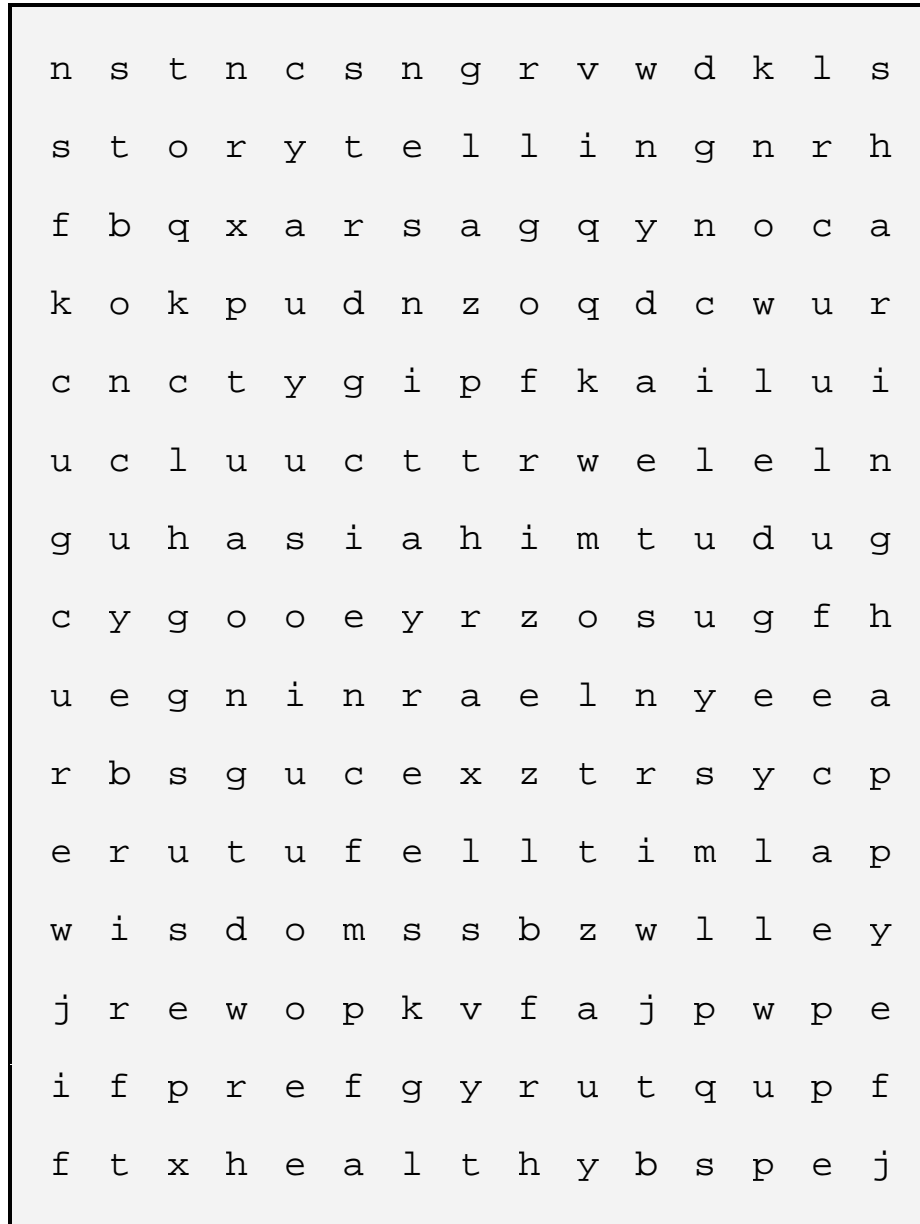 n s t n c s n g r v w d k l s
s t o r y t e l l i n g n r h
f b q x a r s a g q y n o c a
k o k p u d n z o q d c w u r
c n c t y g i p f k a i l u i
u c l u u c t t r w e l e l n
g u h a s i a h i m t u d u g
c y g o o e y r z o s u g f h
u e g n i n r a e l n y e e a
r b s g u c e x z t r s y c p
e r u t u f e l l t i m l a p
w i s d o m s s b z w l l e y
j r e w o p k v f a j p w p e
i f p r e f g y r u t q u p f
f t x h e a l t h y b s p e j